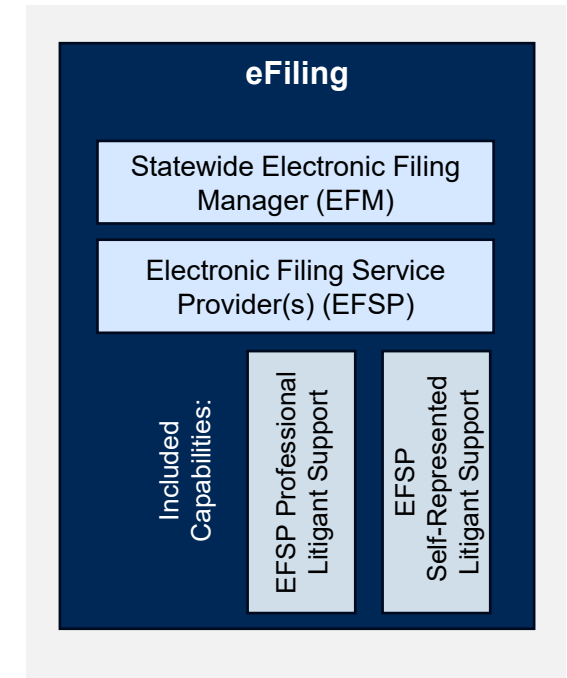 eFiling
Statewide Electronic Filing
Manager (EFM)
Electronic Filing Service
Provider(s) (EFSP)
Included
Capabilities:
EFSP Professional
Litigant Support
EFSP
Self-Represented
Litigant Support